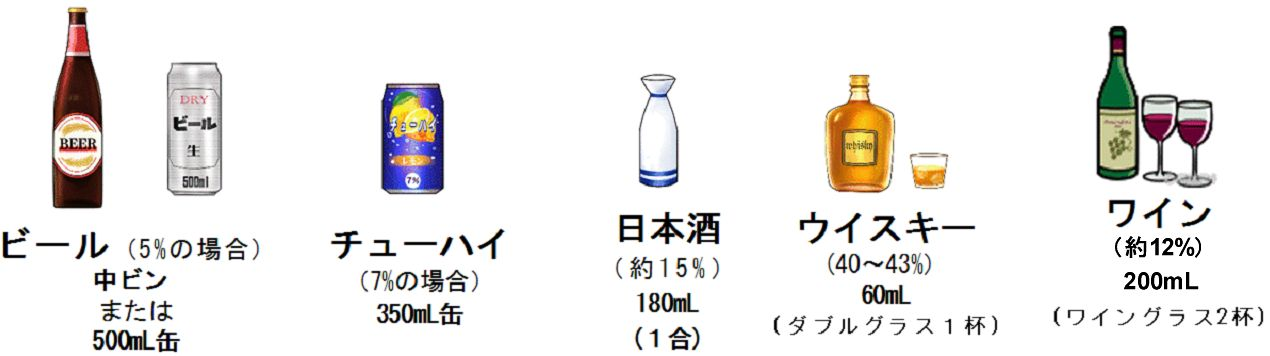 BEER
DRY
ビール
生
500ml
チューハイ
レモン
7%
whisky
ビール（5%の場合）
中ビン
または
500mL缶
チューハイ
（7%の場合）
350mL缶
日本酒
（約15%）
180mL
（１合）
ウイスキー
（40～43%）
60mL
（ダブルグラス１杯）
ワイン
（約12%）
200mL
（ワイングラス2杯）